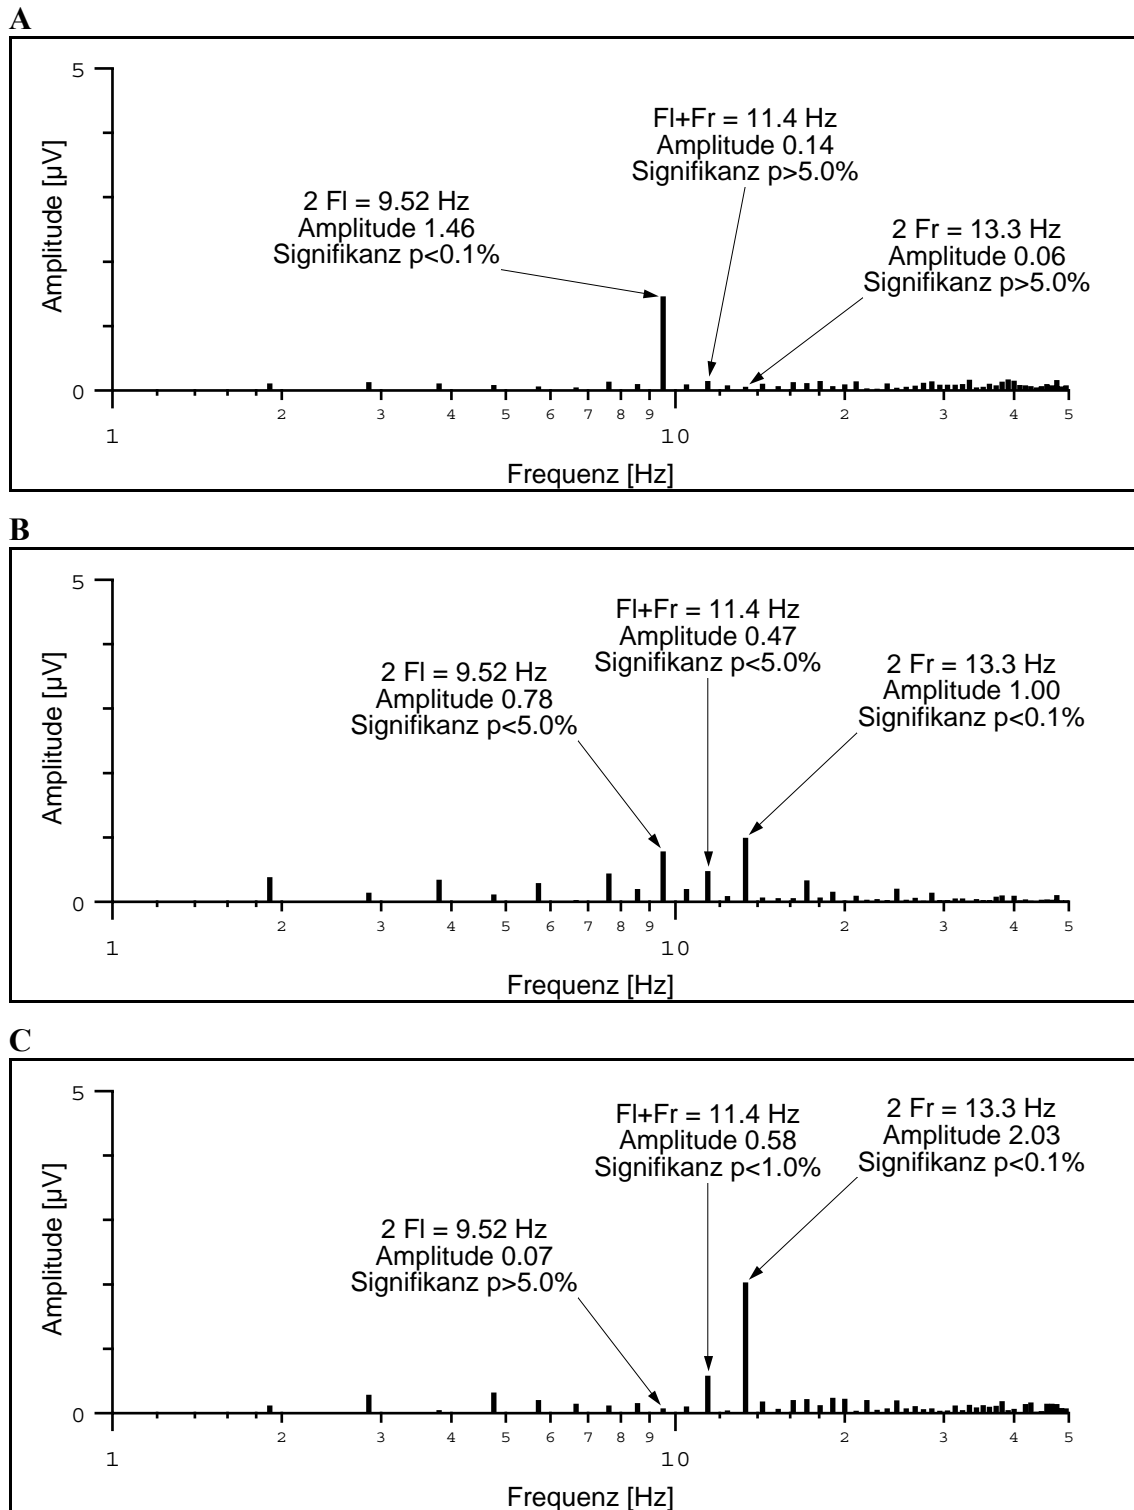 A
5
Amplitude [µV]
Fl+Fr = 11.4 Hz
Amplitude 0.14
Signifikanz p>5.0%
2 Fl = 9.52 Hz
Amplitude 1.46
Signifikanz p<0.1%
2 Fr = 13.3 Hz
Amplitude 0.06
Signifikanz p>5.0%
0
2 3 4 5 6 7 8 9 2 3 4 5
1 10
Frequenz [Hz]
B
5
Amplitude [µV]
Fl+Fr = 11.4 Hz
Amplitude 0.47
Signifikanz p<5.0%
2 Fl = 9.52 Hz
Amplitude 0.78
Signifikanz p<5.0%
2 Fr = 13.3 Hz
Amplitude 1.00
Signifikanz p<0.1%
0
2 3 4 5 6 7 8 9 2 3 4 5
1 10
Frequenz [Hz]
C
5
Amplitude [µV]
Fl+Fr = 11.4 Hz
Amplitude 0.58
Signifikanz p<1.0%
2 Fr = 13.3 Hz
Amplitude 2.03
Signifikanz p<0.1%
2 Fl = 9.52 Hz
Amplitude 0.07
Signifikanz p>5.0%
0
2 3 4 5 6 7 8 9 2 3 4 5
1 10
Frequenz [Hz]